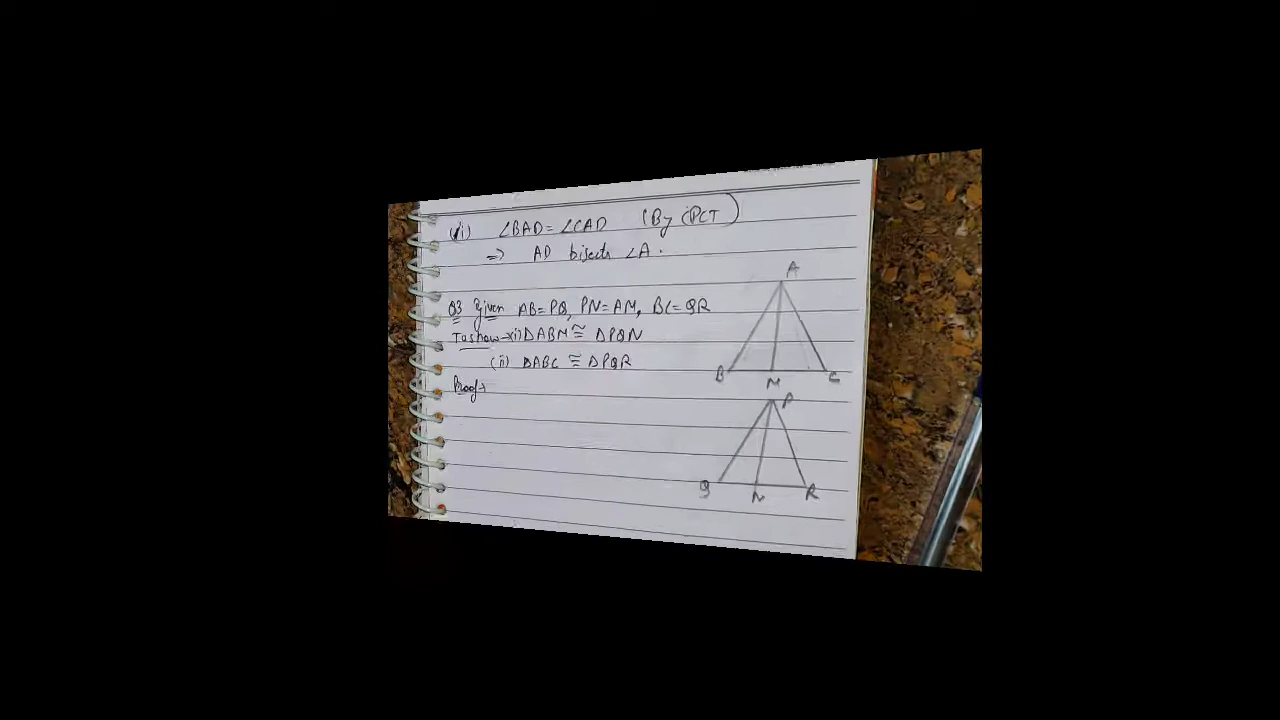 (ii) ∠BAD = ∠CAD (By CPCT)
=> AD bisects ∠A.
Q3 Given AB = PQ, PN = AM, BC = QR
To show → (i) ΔABM ≅ ΔPQN
(ii) ΔABC ≅ ΔPQR
Proof →
A
B
M
C
P
Q
N
R